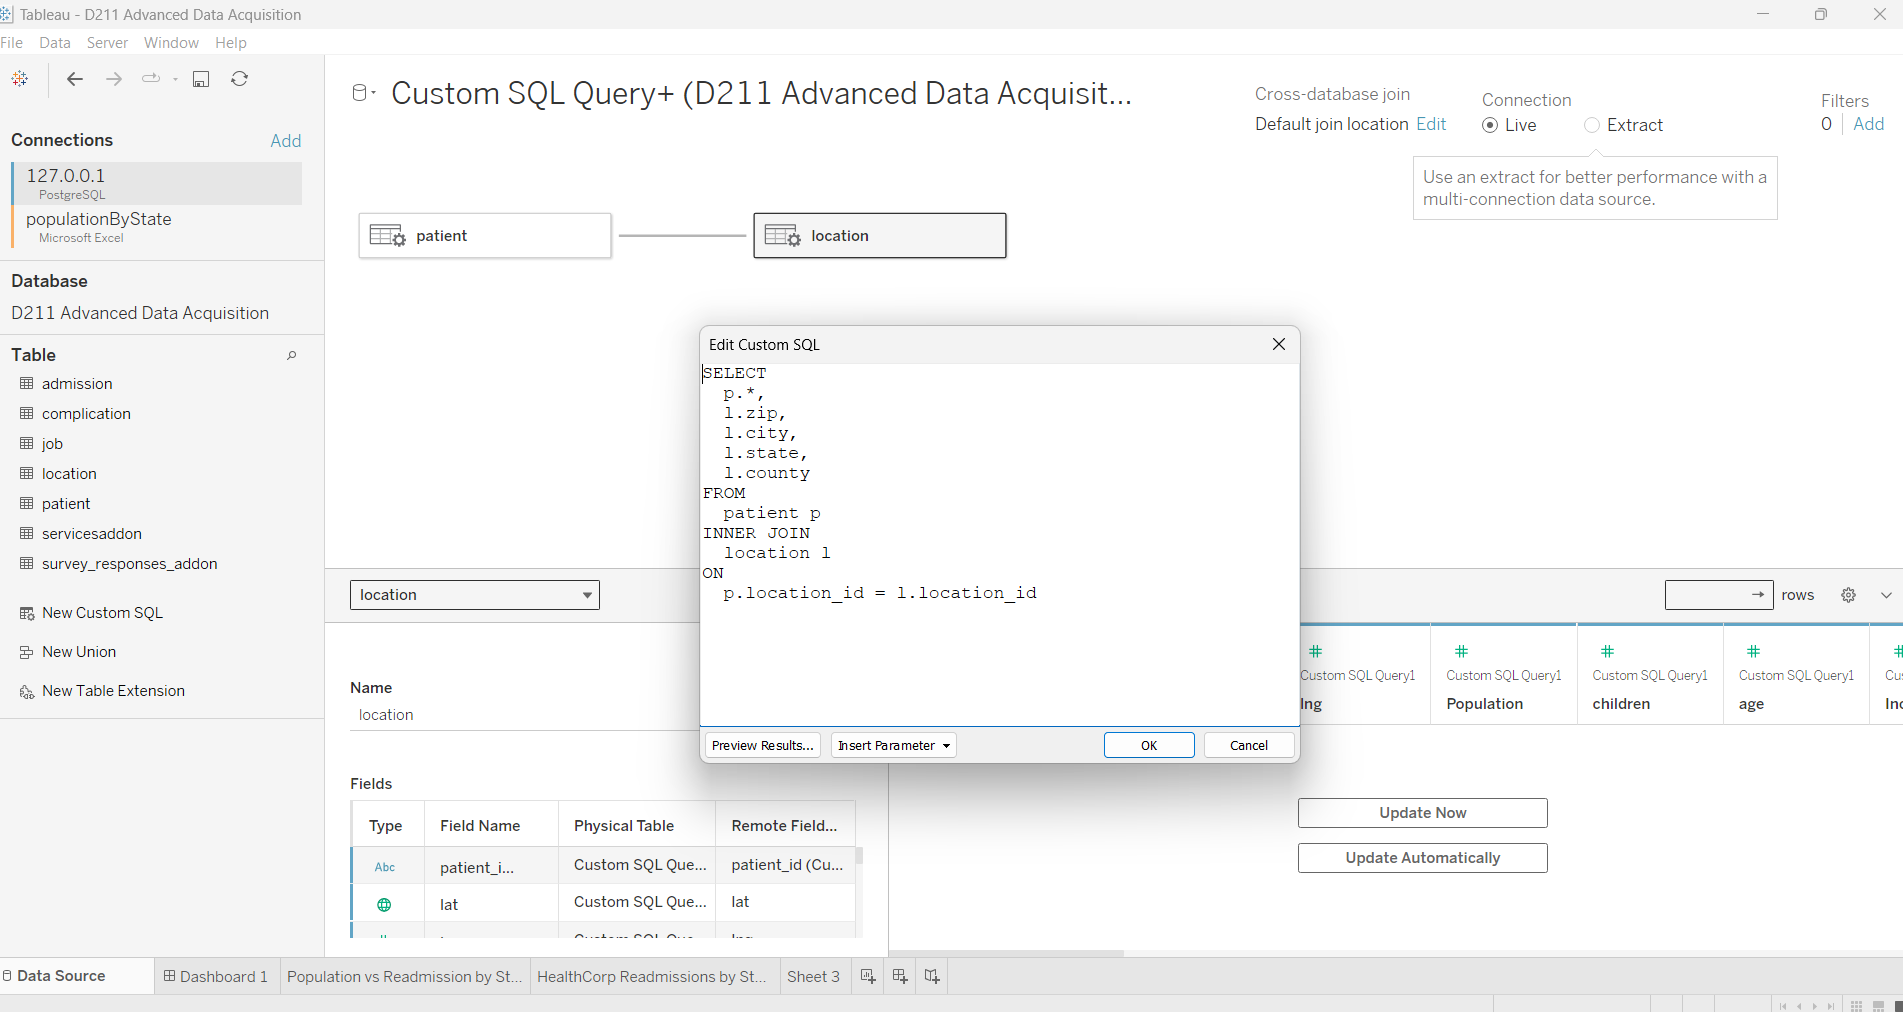 Tableau - D211 Advanced Data Acquisition
File Data Server Window Help
Connections Add
127.0.0.1
PostgreSQL
populationByState
Microsoft Excel
Database
D211 Advanced Data Acquisition
Table
admission
complication
job
location
patient
servicesaddon
survey_responses_addon
New Custom SQL
New Union
New Table Extension
Custom SQL Query+ (D211 Advanced Data Acquisit...
Cross-database join
Default join location Edit
Connection
Live Extract
Filters
0 Add
Use an extract for better performance with a
multi-connection data source.
patient
location
Edit Custom SQL
SELECT
p.*,
l.zip,
l.city,
l.state,
l.county
FROM
patient p
INNER JOIN
location l
ON
p.location_id = l.location_id
Preview Results... Insert Parameter OK Cancel
location
rows
Name
location
Fields
Type Field Name Physical Table Remote Field...
Abc patient_i... Custom SQL Que... patient_id (Cu...
lat Custom SQL Que... lat
Custom SQL Query1 Custom SQL Query1 Custom SQL Query1 Custom SQL Query1 Cu
lng Population children age Inc
Update Now
Update Automatically
Data Source Dashboard 1 Population vs Readmission by St... HealthCorp Readmissions by St... Sheet 3